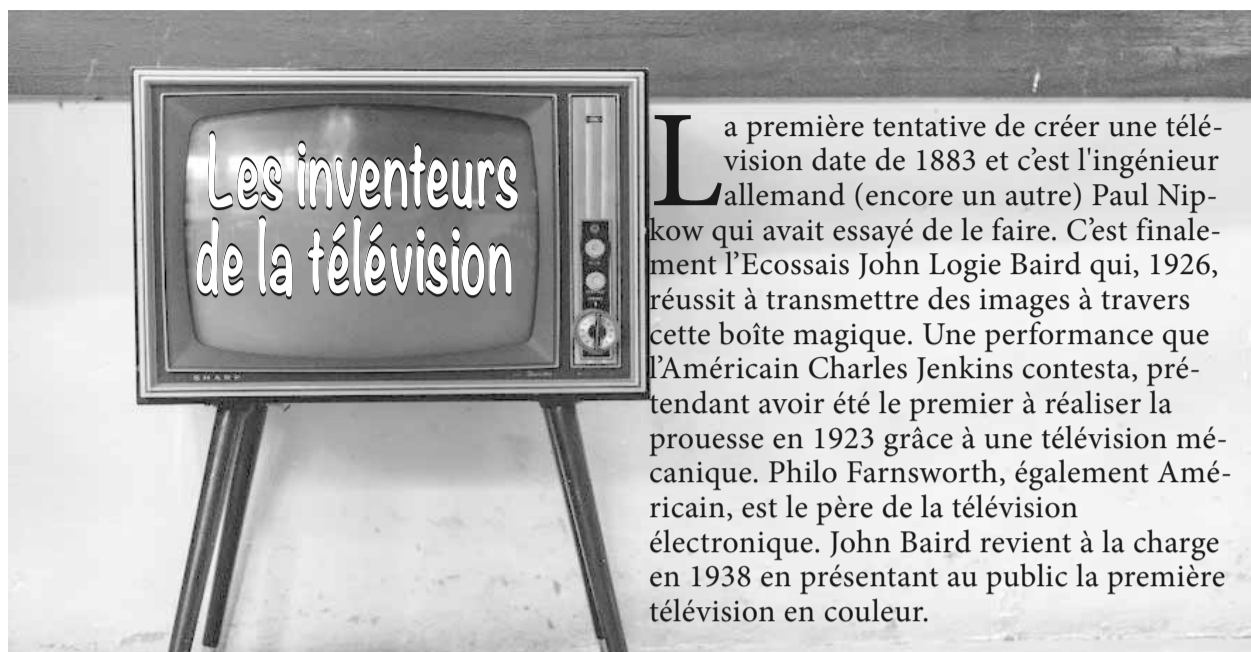 Les inventeurs
de la télévision
SHARP
La première tentative de créer une télé-
vision date de 1883 et c’est l'ingénieur
allemand (encore un autre) Paul Nip-
kow qui avait essayé de le faire. C’est finale-
ment l’Ecossais John Logie Baird qui, 1926,
réussit à transmettre des images à travers
cette boîte magique. Une performance que
l’Américain Charles Jenkins contesta, pré-
tendant avoir été le premier à réaliser la
prouesse en 1923 grâce à une télévision mé-
canique. Philo Farnsworth, également Amé-
ricain, est le père de la télévision
électronique. John Baird revient à la charge
en 1938 en présentant au public la première
télévision en couleur.